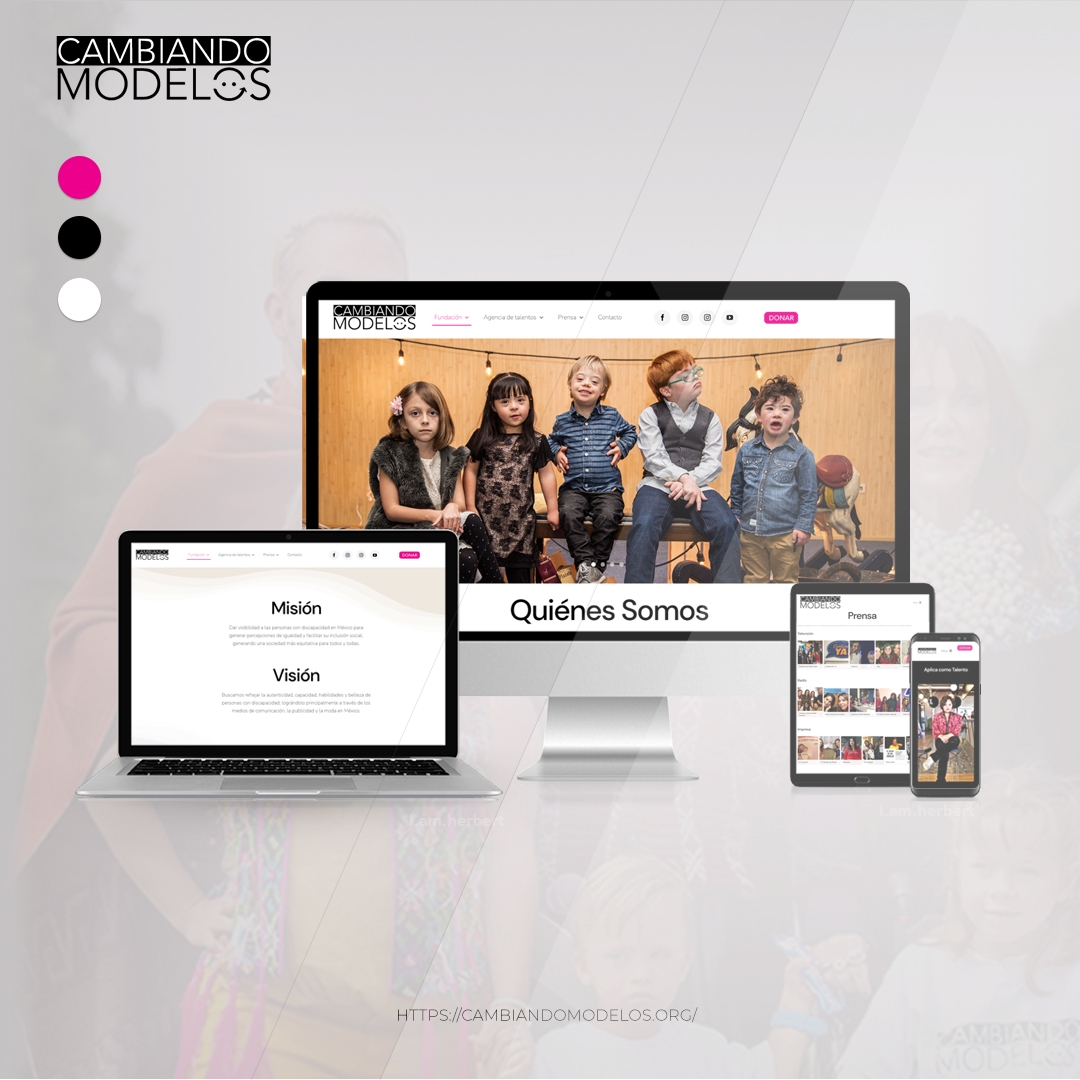 CAMBIANDO
MODELOS
CAMBIANDO
MODELOS
Fundación
Agencia de talentos
Prensa
Contacto
DONAR
Quiénes Somos
CAMBIANDO
MODELOS
Fundación
Agencia de talentos
Prensa
Contacto
DONAR
Misión
Dar visibilidad a las personas con discapacidad en México para
generar percepciones de igualdad y facilitar su inclusión social,
generando una sociedad más equitativa para todos y todas.
Visión
Buscamos reflejar la autenticidad, capacidad, habilidades y belleza de
personas con discapacidad, lográndolo principalmente a través de los
medios de comunicación, la publicidad y la moda en México.
CAMBIANDO
MODELOS
Prensa
Televisión
Radio
Impresa
CAMBIANDO
MODELOS
DONAR
Aplica como Talento
I.am.herbert
I.am.herbert
HTTPS://CAMBIANDOMODELOS.ORG/
CAMBIANDO
MODELOS